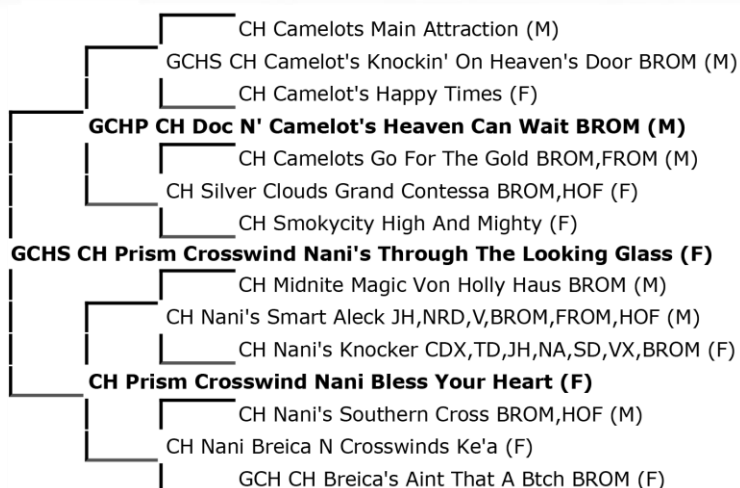 CH Camelots Main Attraction (M)
GCHS CH Camelot's Knockin' On Heaven's Door BROM (M)
CH Camelot's Happy Times (F)
GCHP CH Doc N' Camelot's Heaven Can Wait BROM (M)
CH Camelots Go For The Gold BROM,FROM (M)
CH Silver Clouds Grand Contessa BROM,HOF (F)
CH Smokycity High And Mighty (F)
GCHS CH Prism Crosswind Nani's Through The Looking Glass (F)
CH Midnite Magic Von Holly Haus BROM (M)
CH Nani's Smart Aleck JH,NRD,V,BROM,FROM,HOF (M)
CH Nani's Knocker CDX,TD,JH,NA,SD,VX,BROM (F)
CH Prism Crosswind Nani Bless Your Heart (F)
CH Nani's Southern Cross BROM,HOF (M)
CH Nani Breica N Crosswinds Ke'a (F)
GCH CH Breica's Aint That A Btch BROM (F)